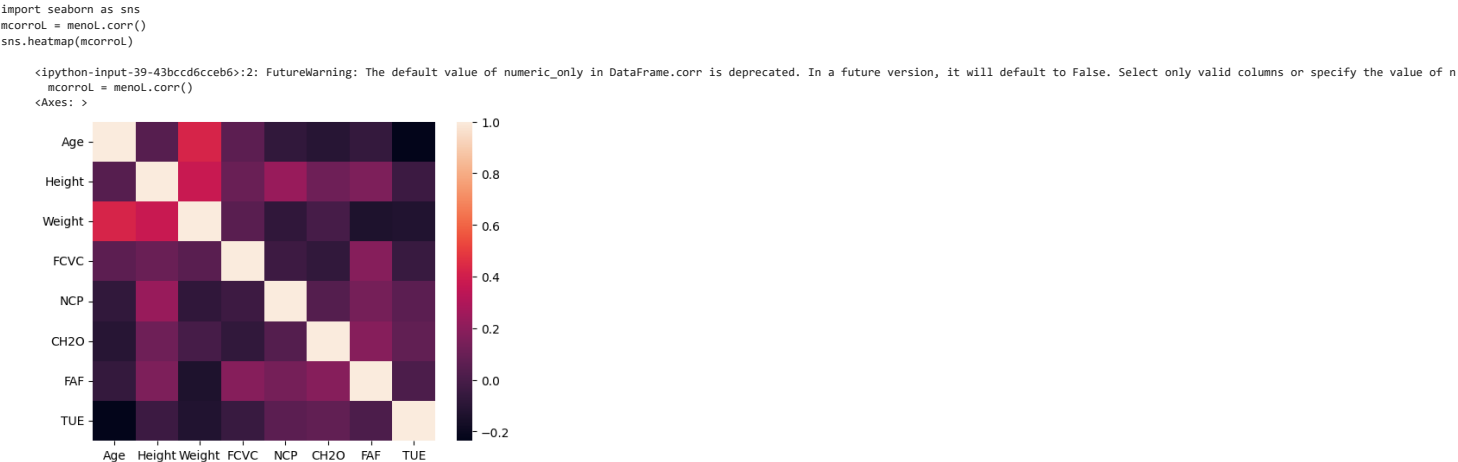 import seaborn as sns
mcorroL = menoL.corr()
sns.heatmap(mcorroL)
<ipython-input-39-43bccd6cceb6>:2: FutureWarning: The default value of numeric_only in DataFrame.corr is deprecated. In a future version, it will default to False. Select only valid columns or specify the value of n
mcorroL = menoL.corr()
<Axes: >
Age
Height
Weight
FCVC
NCP
CH2O
FAF
TUE
Age Height Weight FCVC NCP CH2O FAF TUE
1.0
0.8
0.6
0.4
0.2
0.0
−0.2